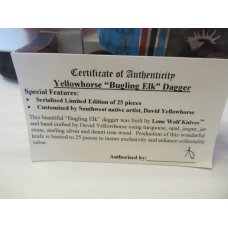 Certificate of Authenticity
Yellowhorse "Bugling Elk" Dagger
Special Features:
• Serialized Limited Edition of 25 pieces
• Customized by Southwest native artist, David Yellowhorse
This beautiful "Bugling Elk" dagger was built by Lone Wolf Knives™
and hand crafted by David Yellowhorse using turquoise, opal, jasper, jet
stone, sterling silver and desert iron wood. Production of this wonderful
knife is limited to 25 pieces to insure exclusivity and enhance collectable
value.
Authorized by: